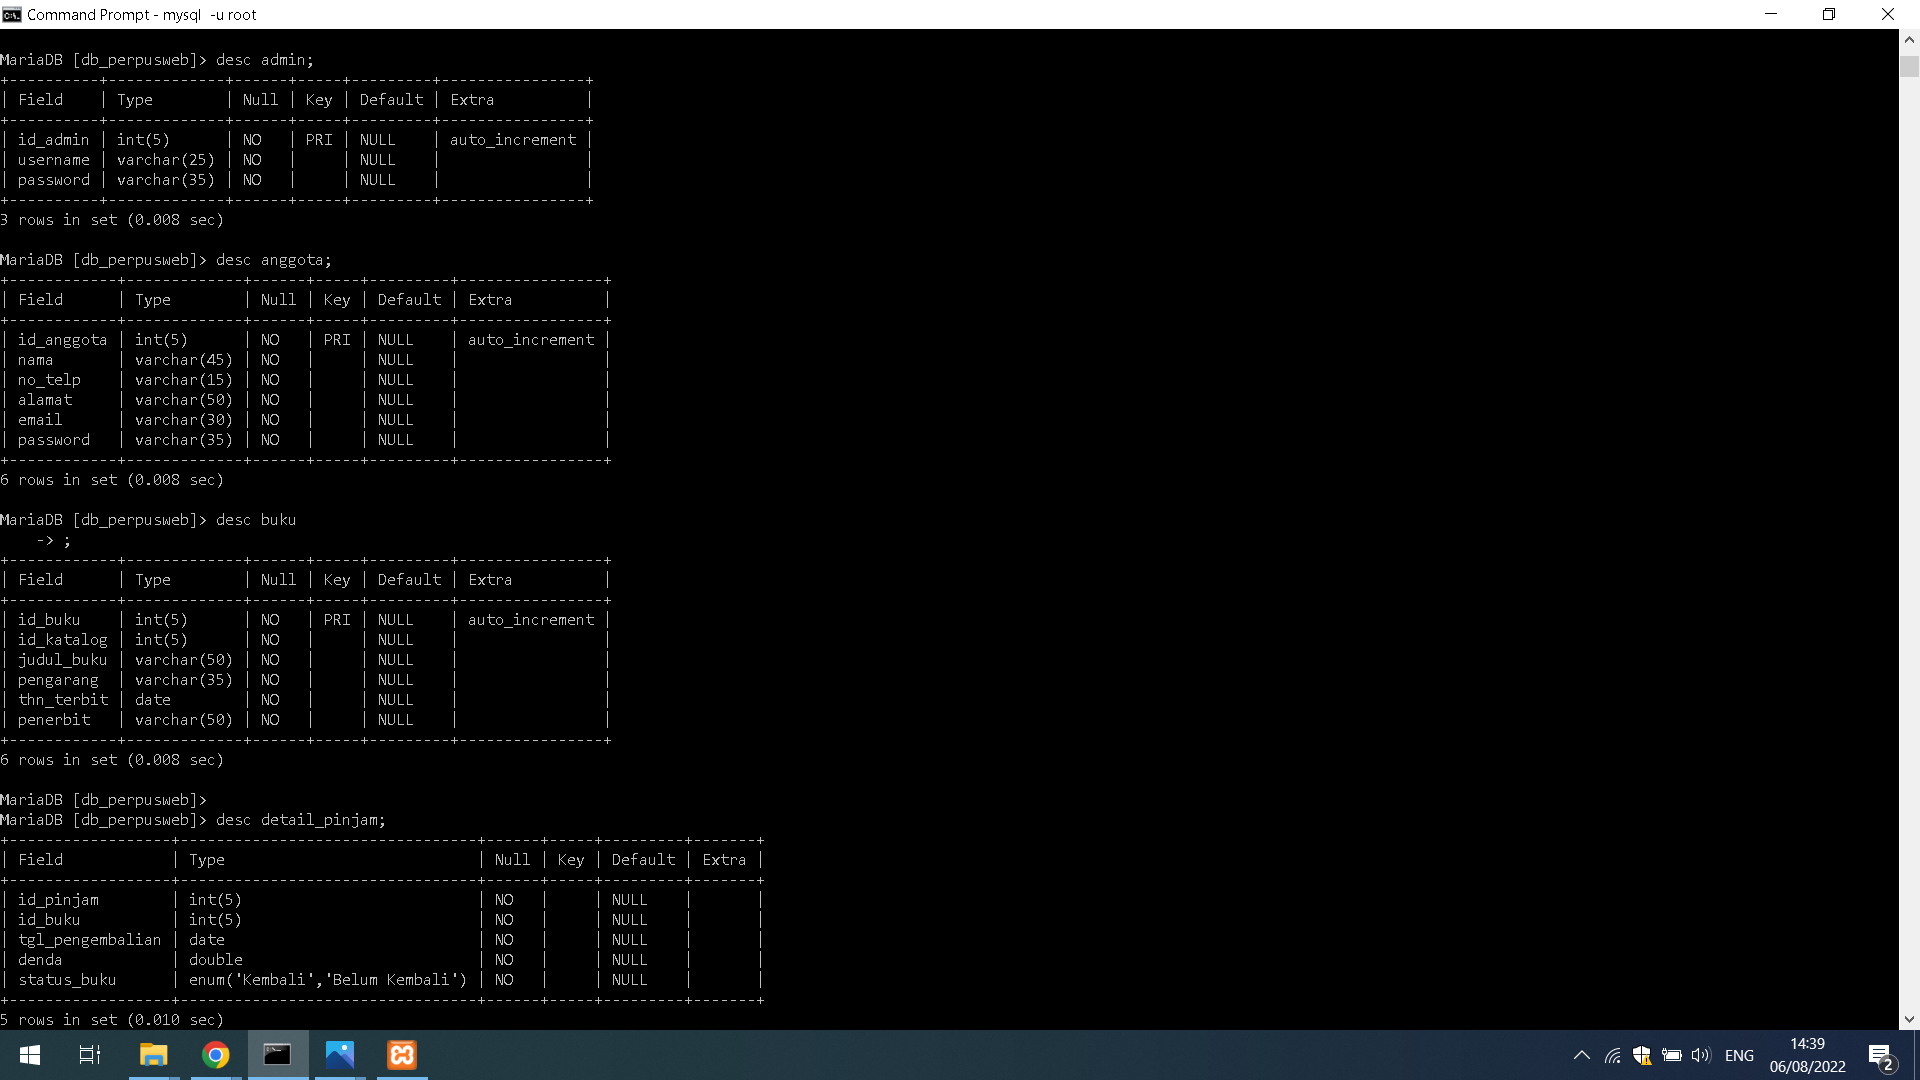 Command Prompt - mysql  -u root
MariaDB [db_perpusweb]> desc admin;
+----------+-------------+------+-----+---------+----------------+
| Field    | Type        | Null | Key | Default | Extra          |
+----------+-------------+------+-----+---------+----------------+
| id_admin | int(5)      | NO   | PRI | NULL    | auto_increment |
| username | varchar(25) | NO   |     | NULL    |                |
| password | varchar(35) | NO   |     | NULL    |                |
+----------+-------------+------+-----+---------+----------------+
3 rows in set (0.008 sec)
MariaDB [db_perpusweb]> desc anggota;
+------------+-------------+------+-----+---------+----------------+
| Field      | Type        | Null | Key | Default | Extra          |
+------------+-------------+------+-----+---------+----------------+
| id_anggota | int(5)      | NO   | PRI | NULL    | auto_increment |
| nama       | varchar(45) | NO   |     | NULL    |                |
| no_telp    | varchar(15) | NO   |     | NULL    |                |
| alamat     | varchar(50) | NO   |     | NULL    |                |
| email      | varchar(30) | NO   |     | NULL    |                |
| password   | varchar(35) | NO   |     | NULL    |                |
+------------+-------------+------+-----+---------+----------------+
6 rows in set (0.008 sec)
MariaDB [db_perpusweb]> desc buku
    -> ;
+------------+-------------+------+-----+---------+----------------+
| Field      | Type        | Null | Key | Default | Extra          |
+------------+-------------+------+-----+---------+----------------+
| id_buku    | int(5)      | NO   | PRI | NULL    | auto_increment |
| id_katalog | int(5)      | NO   |     | NULL    |                |
| judul_buku | varchar(50) | NO   |     | NULL    |                |
| pengarang  | varchar(35) | NO   |     | NULL    |                |
| thn_terbit | date        | NO   |     | NULL    |                |
| penerbit   | varchar(50) | NO   |     | NULL    |                |
+------------+-------------+------+-----+---------+----------------+
6 rows in set (0.008 sec)
MariaDB [db_perpusweb]>
MariaDB [db_perpusweb]> desc detail_pinjam;
+------------------+---------------------------------+------+-----+---------+-------+
| Field            | Type                            | Null | Key | Default | Extra |
+------------------+---------------------------------+------+-----+---------+-------+
| id_pinjam        | int(5)                          | NO   |     | NULL    |       |
| id_buku          | int(5)                          | NO   |     | NULL    |       |
| tgl_pengembalian | date                            | NO   |     | NULL    |       |
| denda            | double                          | NO   |     | NULL    |       |
| status_buku      | enum('Kembali','Belum Kembali') | NO   |     | NULL    |       |
+------------------+---------------------------------+------+-----+---------+-------+
5 rows in set (0.010 sec)
ENG
14:39
06/08/2022
2